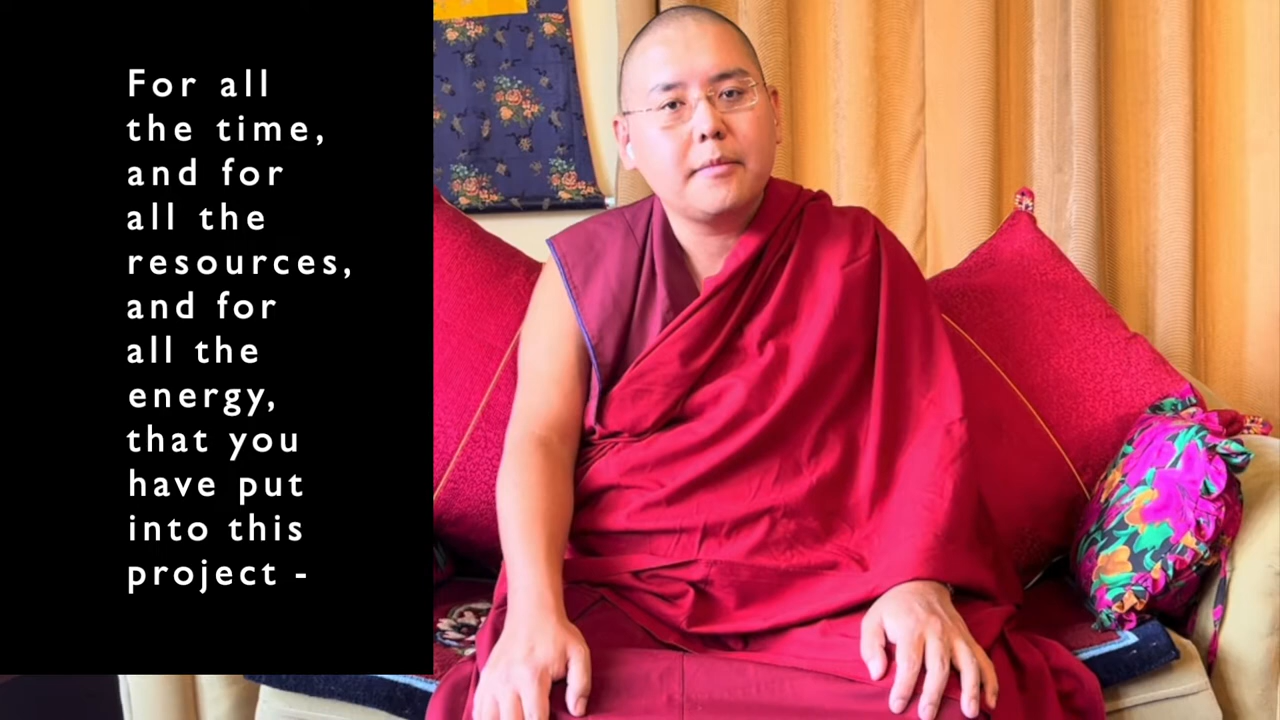 For all
the time,
and for
all the
resources,
and for
all the
energy,
that you
have put
into this
project -